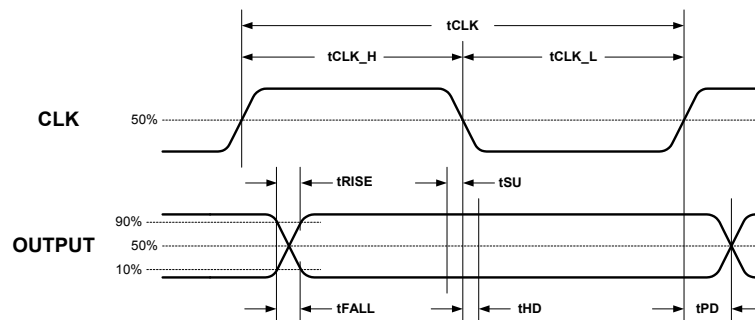 tCLK
tCLK_H
tCLK_L
CLK
50%
tRISE
tSU
90%
OUTPUT
50%
10%
tFALL
tHD
tPD